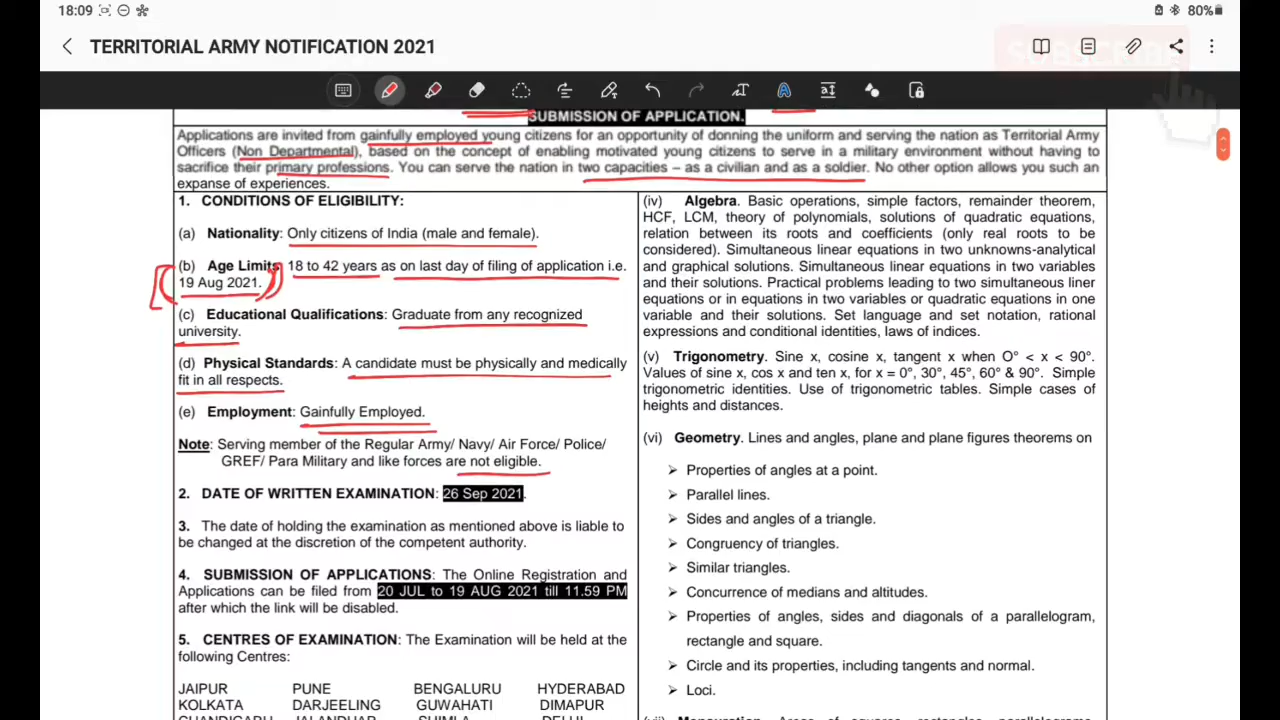 18:09
80%
TERRITORIAL ARMY NOTIFICATION 2021
SUBSCRIBE
SUBMISSION OF APPLICATION.
Applications are invited from gainfully employed young citizens for an opportunity of donning the uniform and serving the nation as Territorial Army
Officers (Non Departmental), based on the concept of enabling motivated young citizens to serve in a military environment without having to
sacrifice their primary professions. You can serve the nation in two capacities – as a civilian and as a soldier. No other option allows you such an
expanse of experiences.
1. CONDITIONS OF ELIGIBILITY:
(a) Nationality: Only citizens of India (male and female).
(b) Age Limits: 18 to 42 years as on last day of filing of application i.e.
19 Aug 2021.
(c) Educational Qualifications: Graduate from any recognized
university.
(d) Physical Standards: A candidate must be physically and medically
fit in all respects.
(e) Employment: Gainfully Employed.
Note: Serving member of the Regular Army/ Navy/ Air Force/ Police/
GREF/ Para Military and like forces are not eligible.
2. DATE OF WRITTEN EXAMINATION: 26 Sep 2021.
3. The date of holding the examination as mentioned above is liable to
be changed at the discretion of the competent authority.
4. SUBMISSION OF APPLICATIONS: The Online Registration and
Applications can be filed from 20 JUL to 19 AUG 2021 till 11.59 PM
after which the link will be disabled.
5. CENTRES OF EXAMINATION: The Examination will be held at the
following Centres:
JAIPUR PUNE BENGALURU HYDERABAD
KOLKATA DARJEELING GUWAHATI DIMAPUR
CHANDIGARH JALANDHAR SHIMLA DELHI
(iv) Algebra. Basic operations, simple factors, remainder theorem,
HCF, LCM, theory of polynomials, solutions of quadratic equations,
relation between its roots and coefficients (only real roots to be
considered). Simultaneous linear equations in two unknowns-analytical
and graphical solutions. Simultaneous linear equations in two variables
and their solutions. Practical problems leading to two simultaneous liner
equations or in equations in two variables or quadratic equations in one
variable and their solutions. Set language and set notation, rational
expressions and conditional identities, laws of indices.
(v) Trigonometry. Sine x, cosine x, tangent x when O° < x < 90°.
Values of sine x, cos x and ten x, for x = 0°, 30°, 45°, 60° & 90°. Simple
trigonometric identities. Use of trigonometric tables. Simple cases of
heights and distances.
(vi) Geometry. Lines and angles, plane and plane figures theorems on
➢ Properties of angles at a point.
➢ Parallel lines.
➢ Sides and angles of a triangle.
➢ Congruency of triangles.
➢ Similar triangles.
➢ Concurrence of medians and altitudes.
➢ Properties of angles, sides and diagonals of a parallelogram,
rectangle and square.
➢ Circle and its properties, including tangents and normal.
➢ Loci.
(vii) Mensuration. Areas of squares, rectangles, parallelograms,